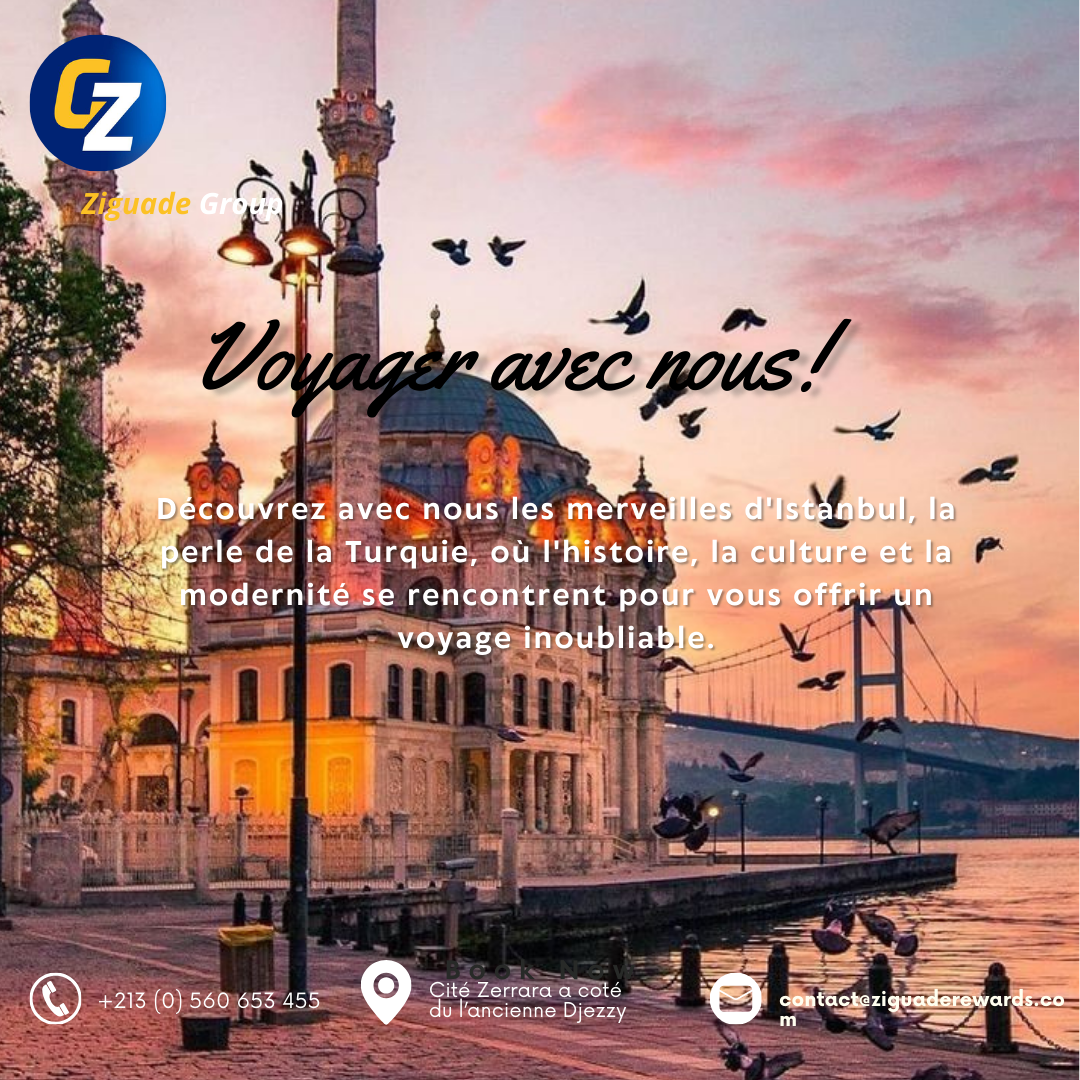 GZ
Ziguade Group
Voyager avec nous!
Découvrez avec nous les merveilles d'Istanbul, la
perle de la Turquie, où l'histoire, la culture et la
modernité se rencontrent pour vous offrir un
voyage inoubliable.
Book Now
+213 (0) 560 653 455
Cité Zerrara a coté
du l'ancienne Djezzy
contact@ziguaderewards.co
m